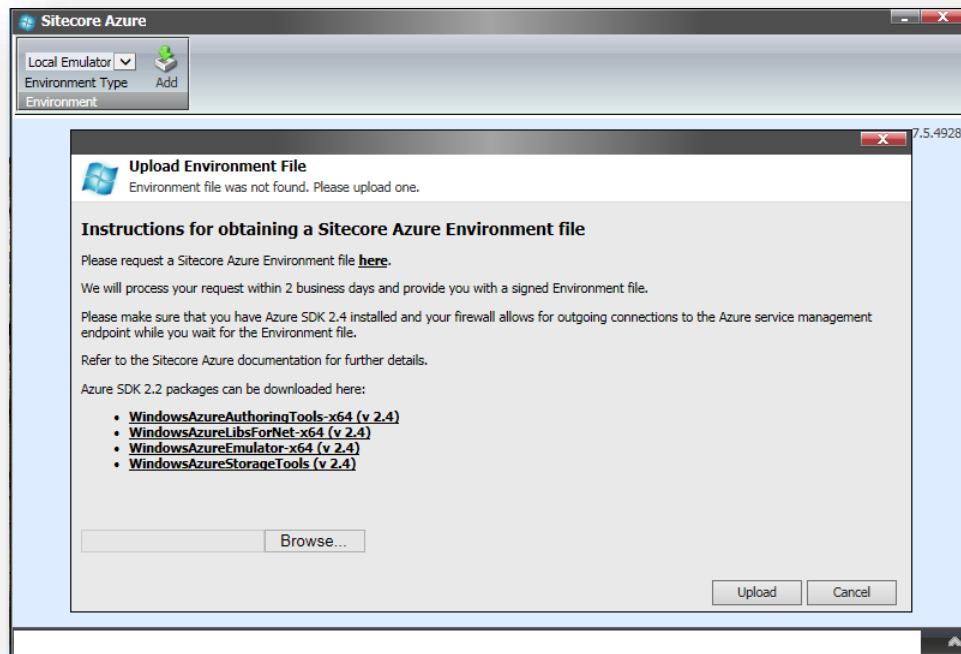 Sitecore Azure
Local Emulator
Environment Type
Add
Environment
7.5.4928
Upload Environment File
Environment file was not found. Please upload one.
Instructions for obtaining a Sitecore Azure Environment file
Please request a Sitecore Azure Environment file here.
We will process your request within 2 business days and provide you with a signed Environment file.
Please make sure that you have Azure SDK 2.4 installed and your firewall allows for outgoing connections to the Azure service management
endpoint while you wait for the Environment file.
Refer to the Sitecore Azure documentation for further details.
Azure SDK 2.2 packages can be downloaded here:
WindowsAzureAuthoringTools-x64 (v 2.4)
WindowsAzureLibsForNet-x64 (v 2.4)
WindowsAzureEmulator-x64 (v 2.4)
WindowsAzureStorageTools (v 2.4)
Browse...
Upload
Cancel